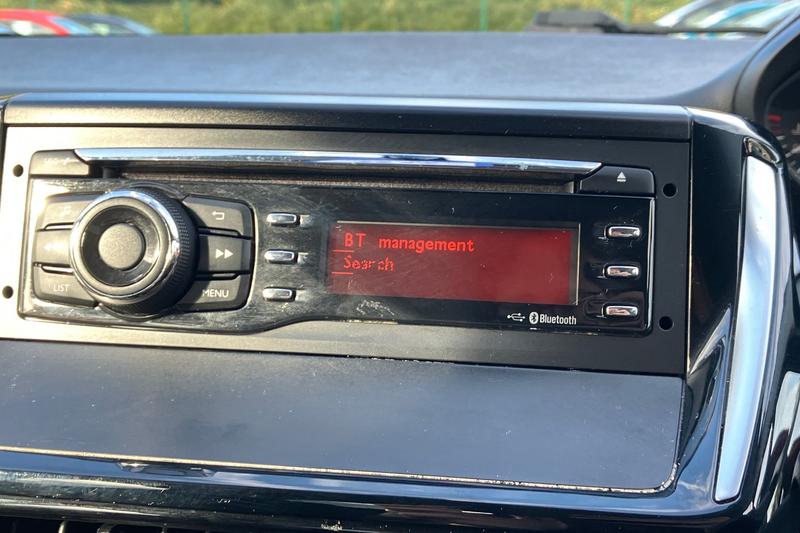 BT management
Search
LIST
MENU
Bluetooth